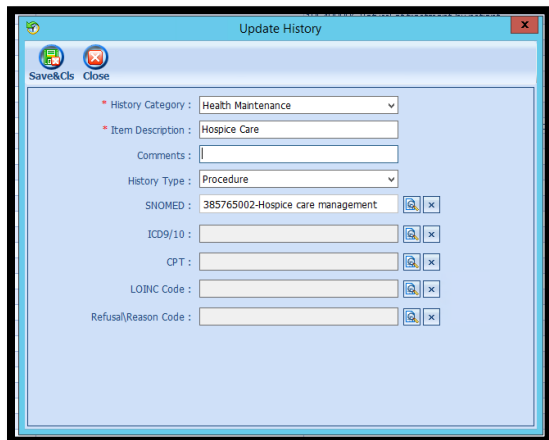 Update History
x
Save&Cls Close
* History Category : Health Maintenance
* Item Description : Hospice Care
Comments :
History Type : Procedure
SNOMED : 385765002-Hospice care management
ICD9/10 :
CPT :
LOINC Code :
Refusal\Reason Code :